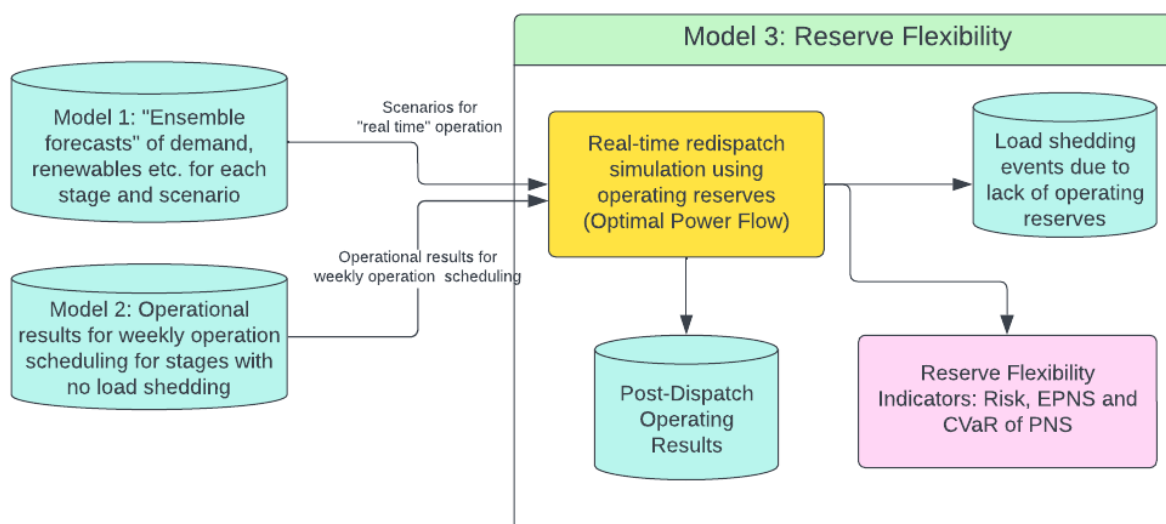 Model 3: Reserve Flexibility
Model 1: "Ensemble
forecasts" of demand,
renewables etc. for each
stage and scenario
Scenarios for
"real time" operation
Real-time redispatch
simulation using
operating reserves
(Optimal Power Flow)
Load shedding
events due to
lack of operating
reserves
Operational results for
weekly operation scheduling
Model 2: Operational
results for weekly operation
scheduling for stages with
no load shedding
Post-Dispatch
Operating
Results
Reserve Flexibility
Indicators: Risk, EPNS and
CVaR of PNS